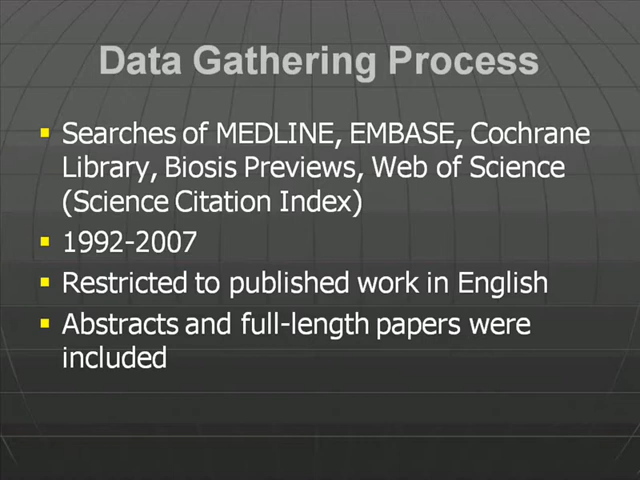 Data Gathering Process
Searches of MEDLINE, EMBASE, Cochrane
Library, Biosis Previews, Web of Science
(Science Citation Index)
1992-2007
Restricted to published work in English
Abstracts and full-length papers were
included